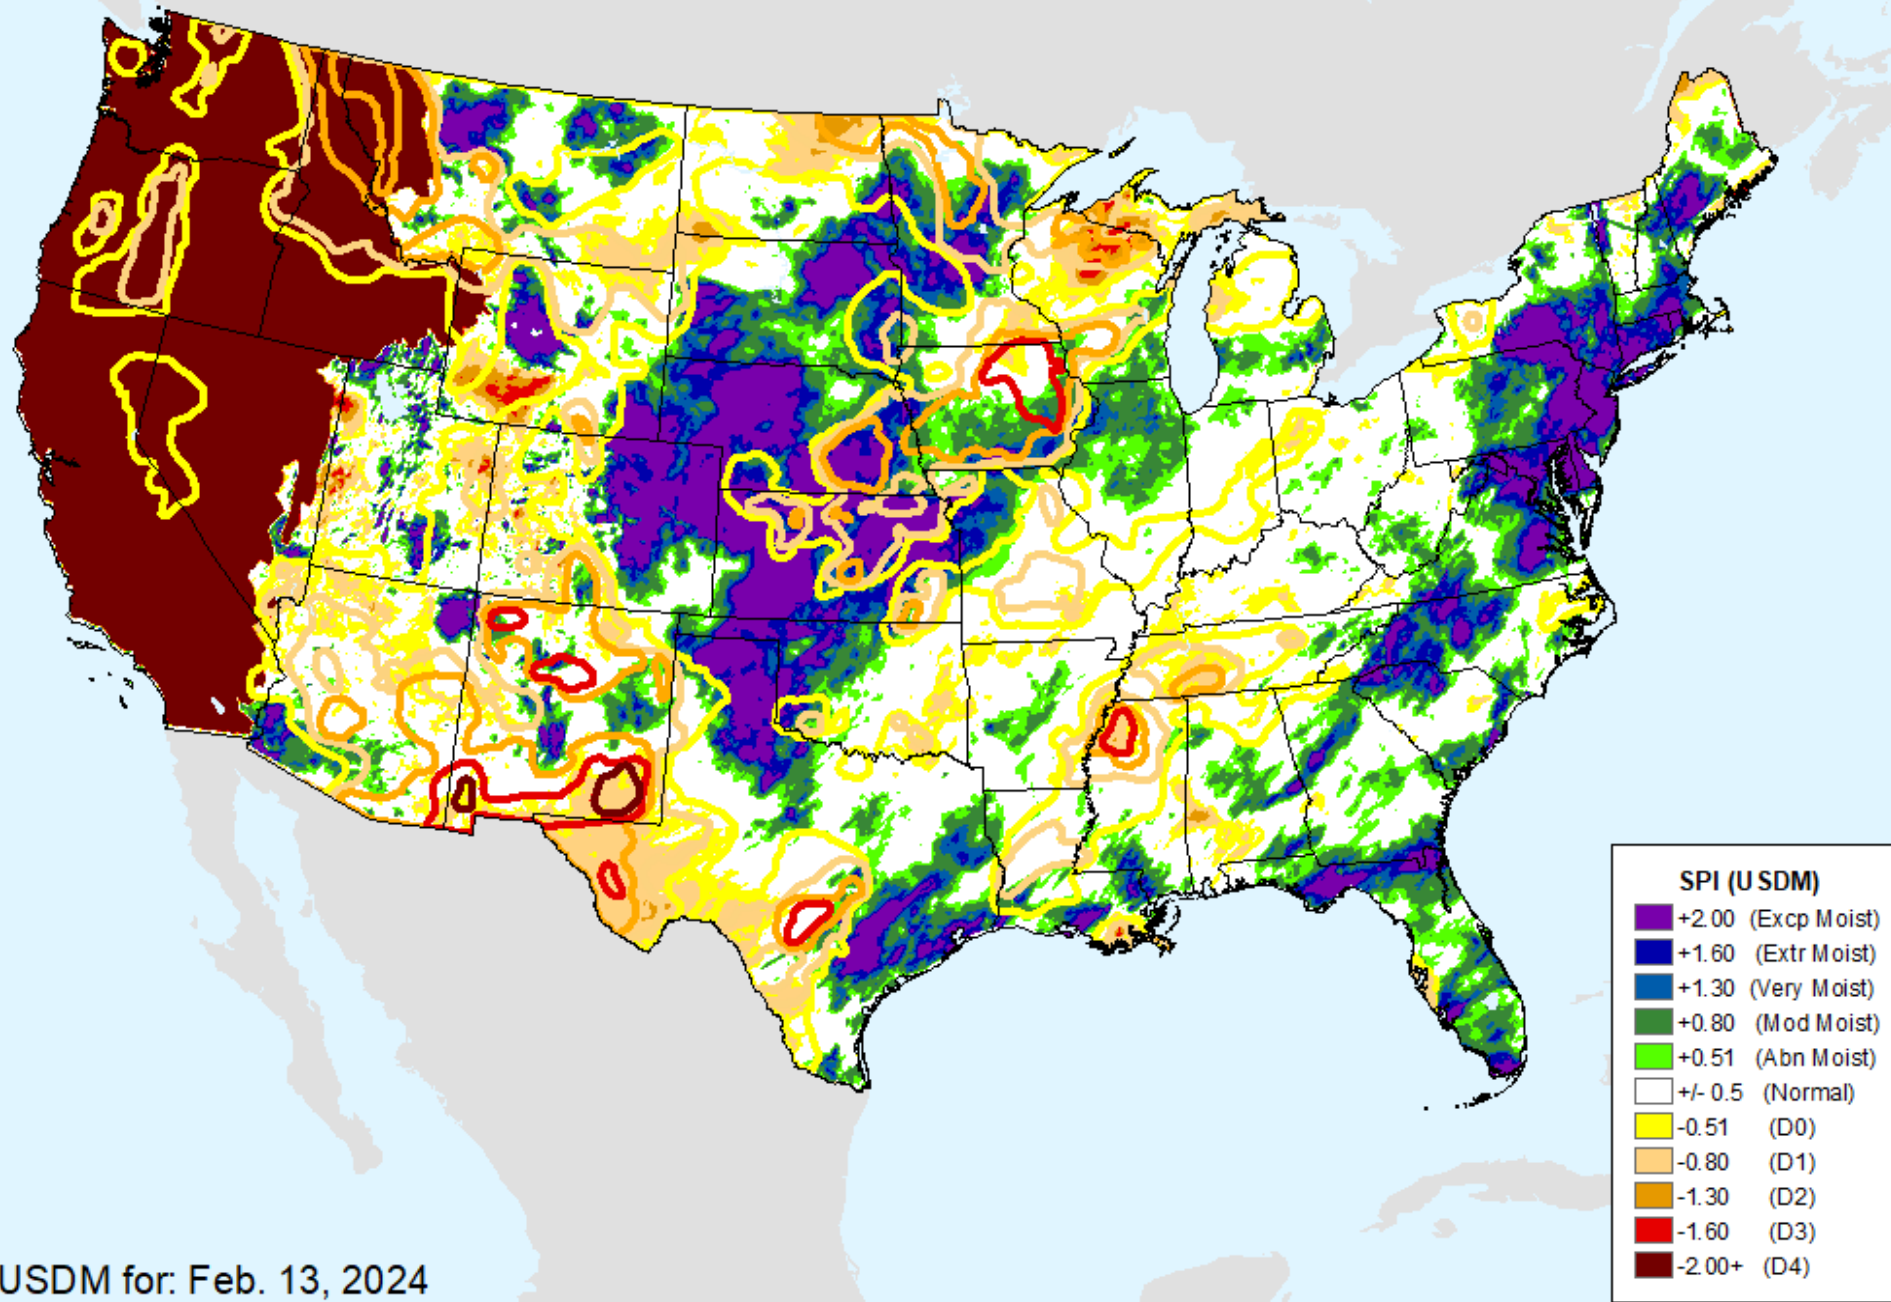 SPI (USDM)
+2.00 (Excp Moist)
+1.60 (Extr Moist)
+1.30 (Very Moist)
+0.80 (Mod Moist)
+0.51 (Abn Moist)
+/- 0.5 (Normal)
-0.51 (D0)
-0.80 (D1)
-1.30 (D2)
-1.60 (D3)
-2.00+ (D4)
USDM for: Feb. 13, 2024